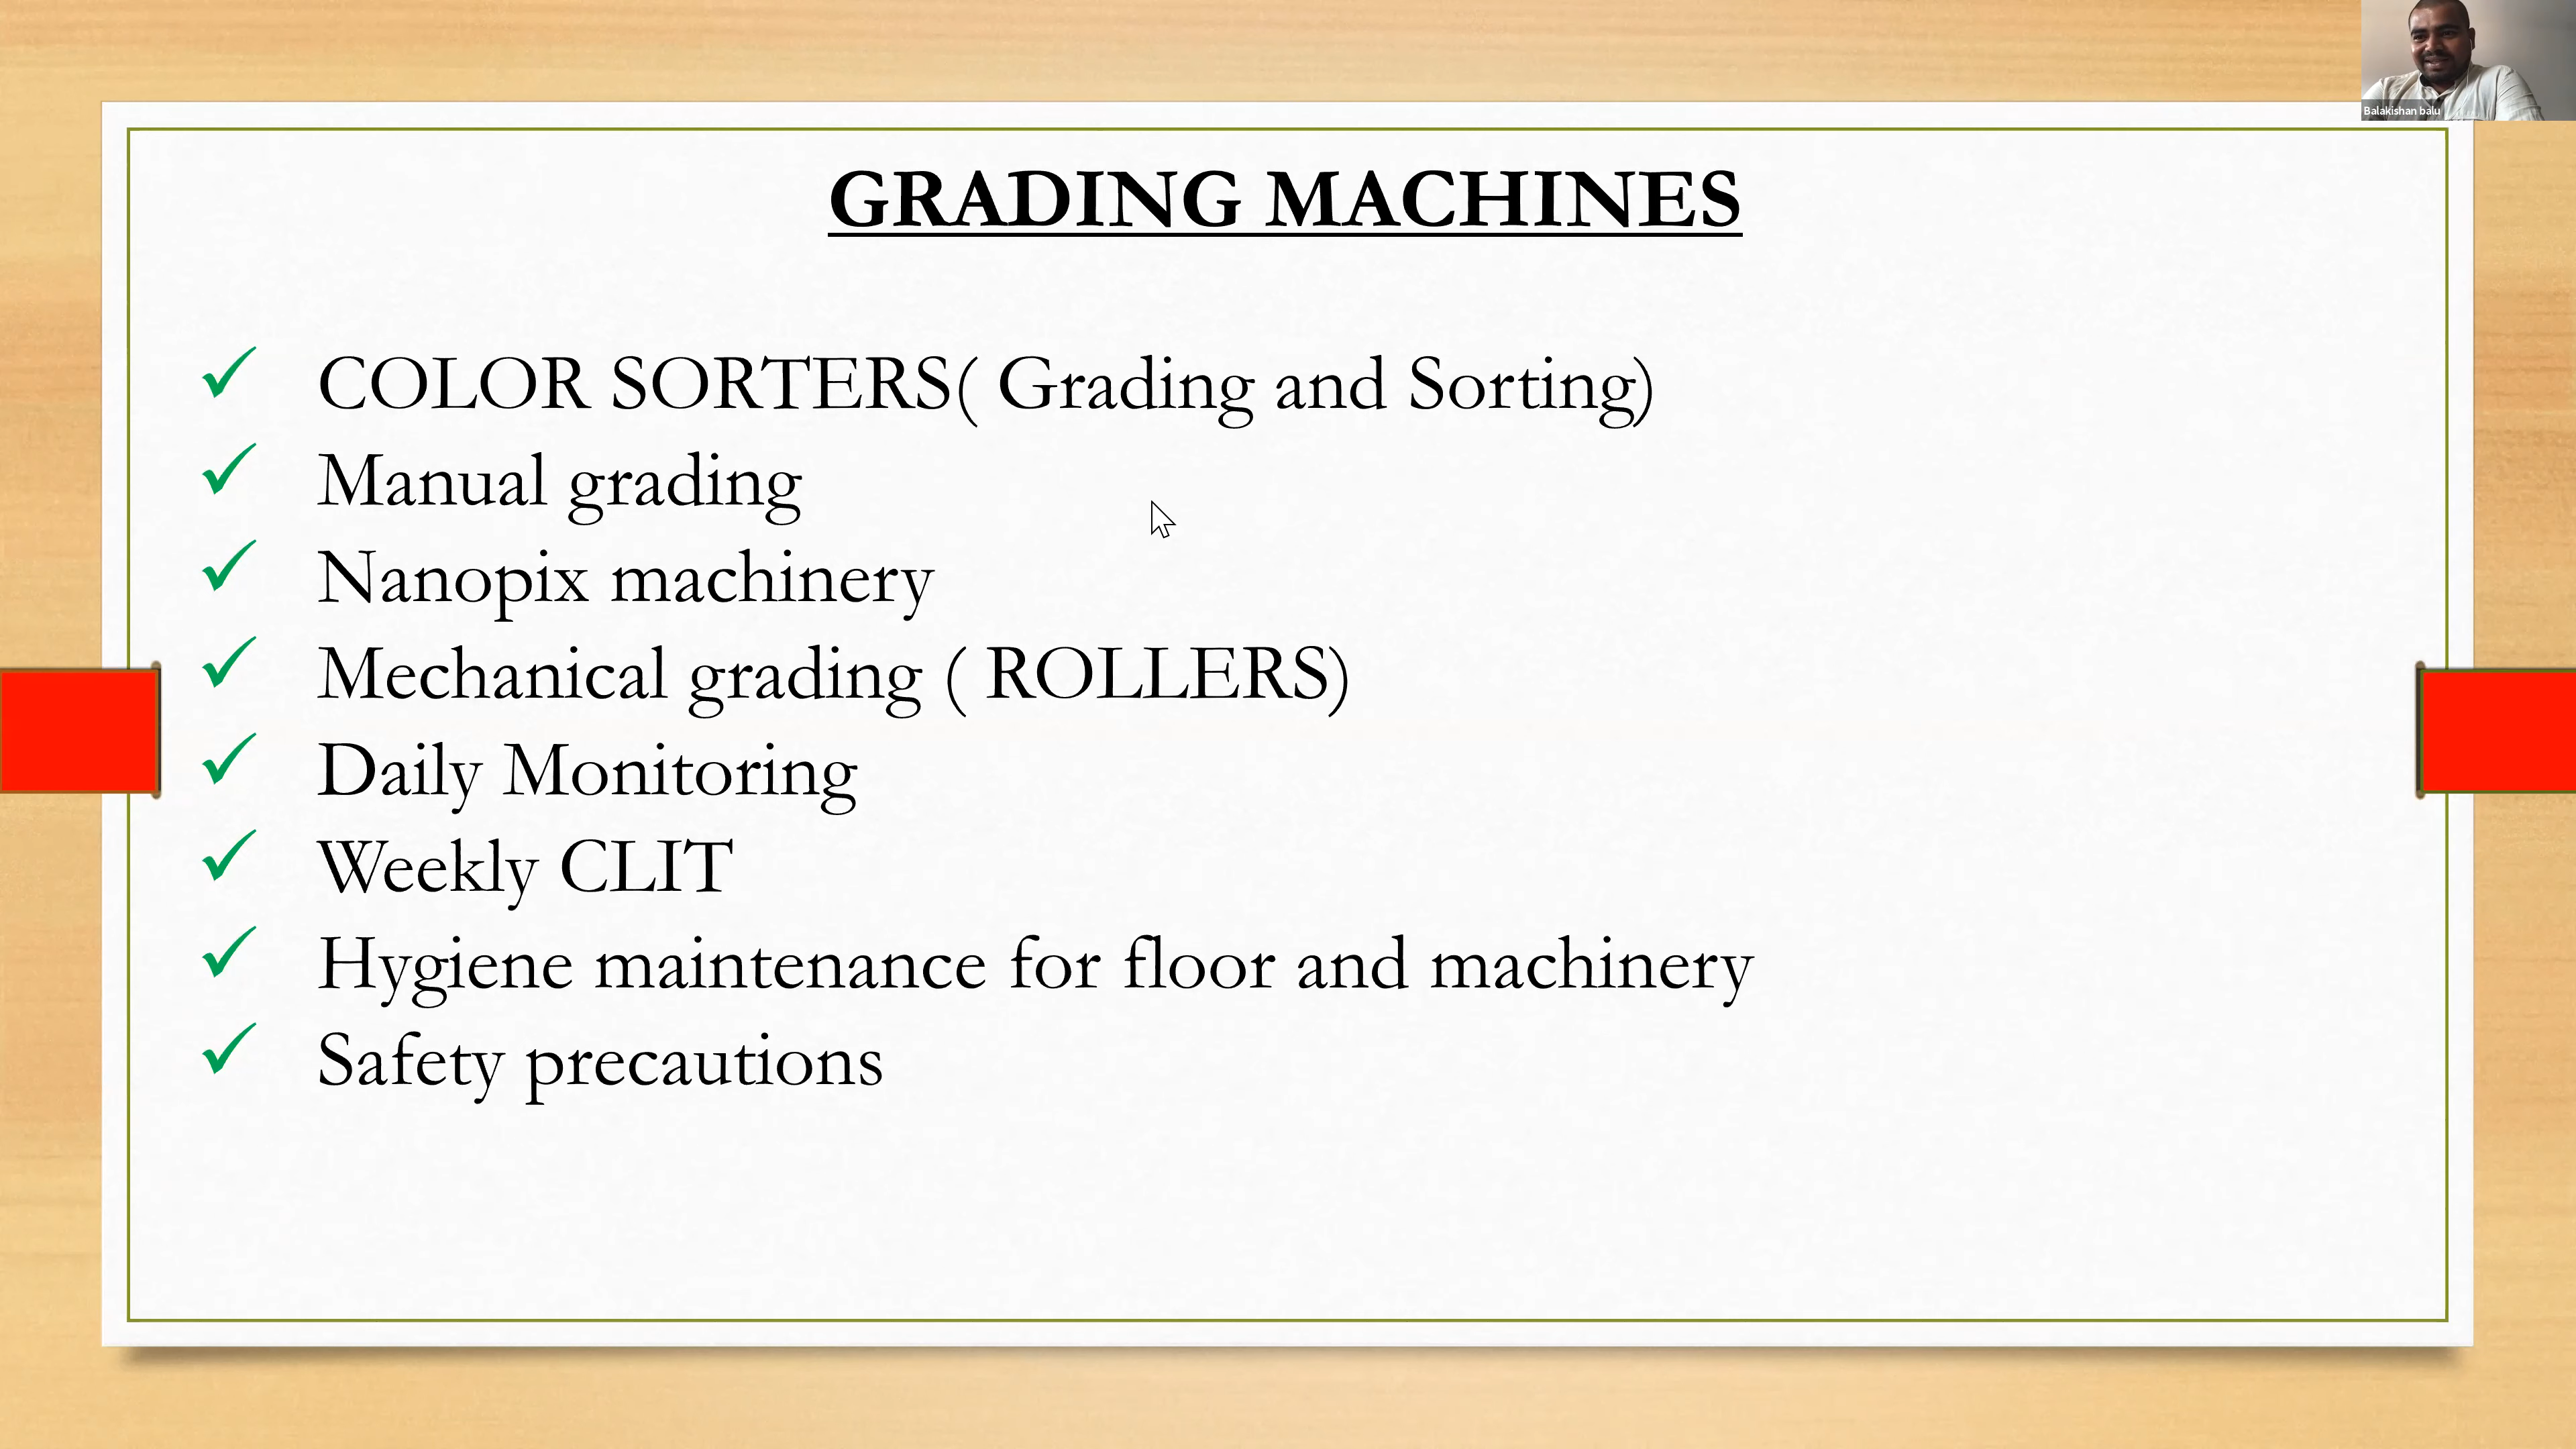 Balakishan balu
GRADING MACHINES
COLOR SORTERS( Grading and Sorting)
Manual grading
Nanopix machinery
Mechanical grading ( ROLLERS)
Daily Monitoring
Weekly CLIT
Hygiene maintenance for floor and machinery
Safety precautions